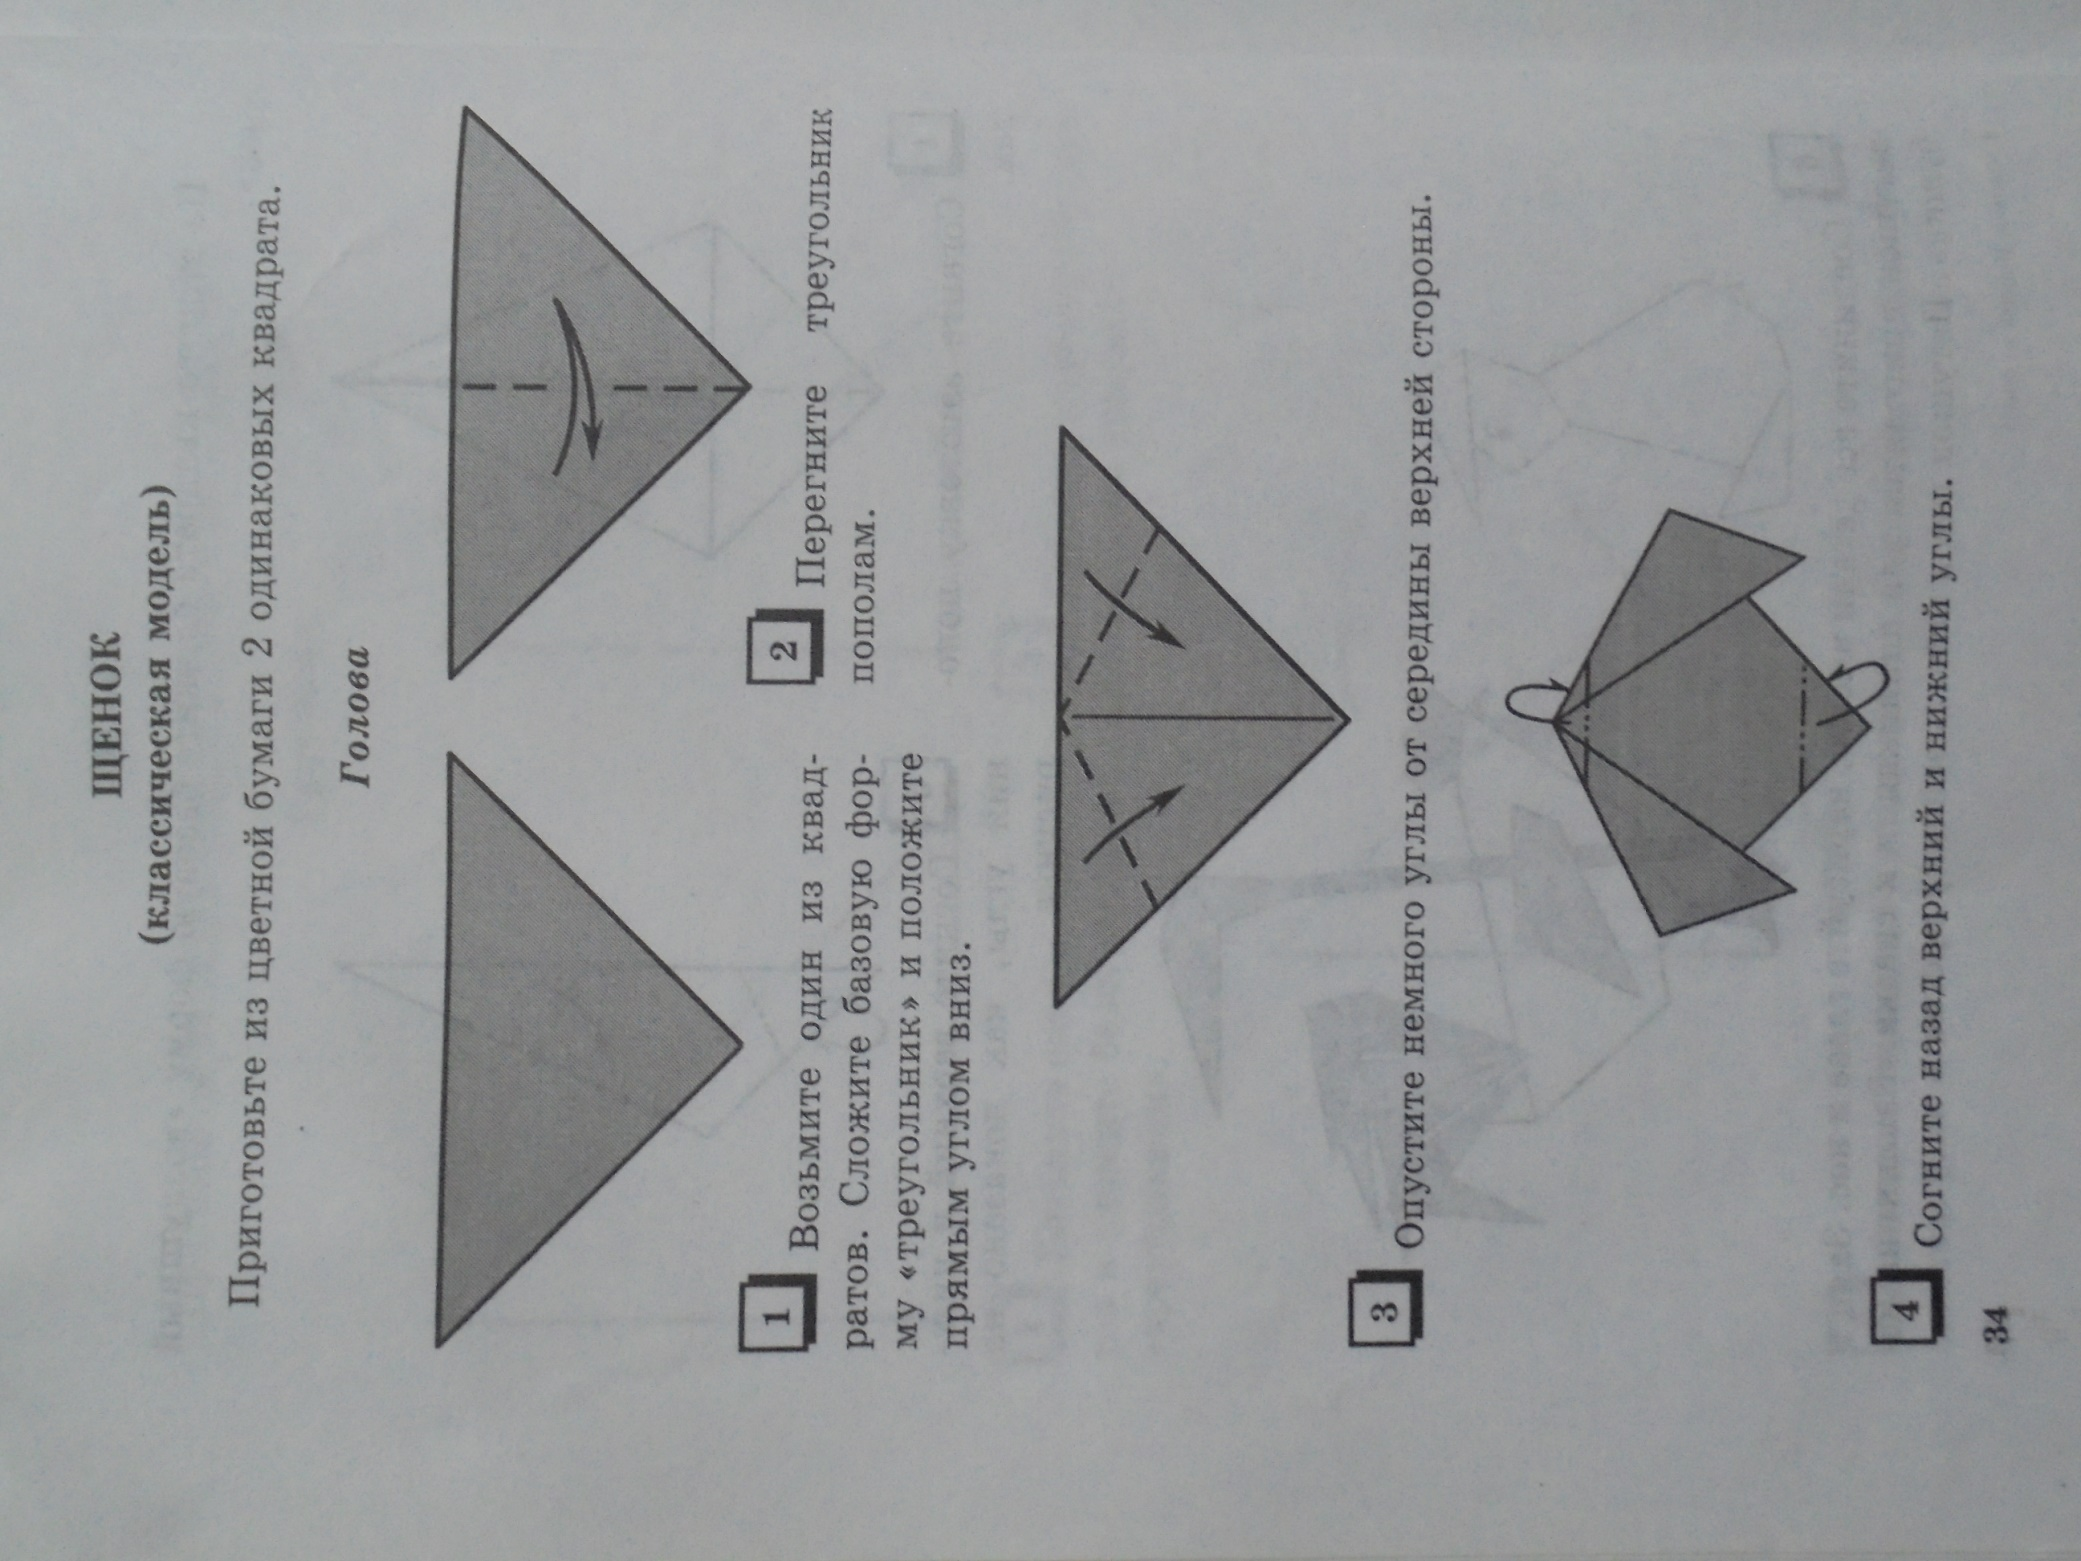 ЩЕНОК
(классическая модель)
Приготовьте из цветной бумаги 2 одинаковых квадрата.
Голова
1 Возьмите один из квад-
ратов. Сложите базовую фор-
му «треугольник» и положите
прямым углом вниз.
2 Перегните треугольник
пополам.
3 Опустите немного углы от середины верхней стороны.
4 Согните назад верхний и нижний углы.
34